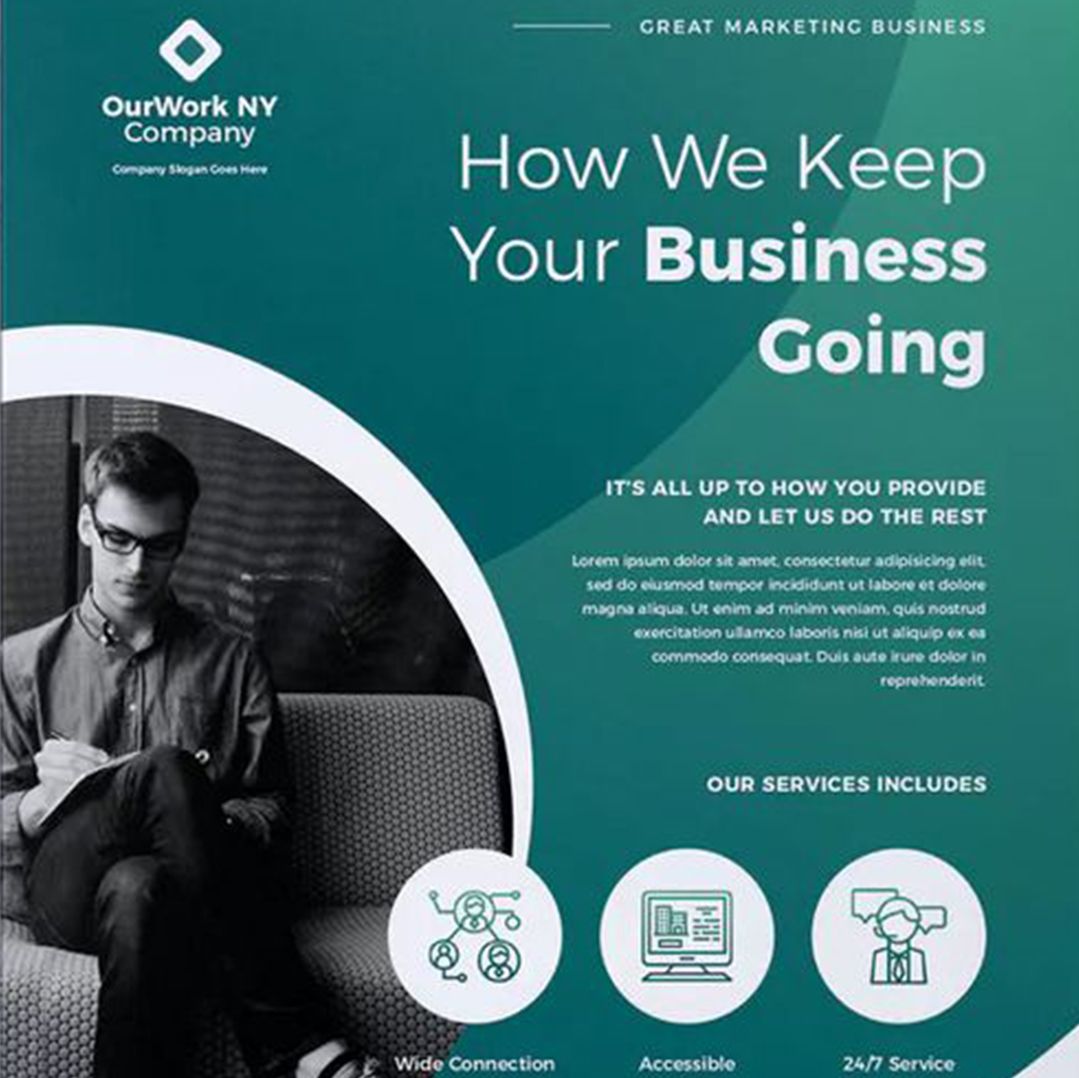 OurWork NY
Company
Company Slogan Goes Here
GREAT MARKETING BUSINESS
How We Keep
Your Business
Going
IT'S ALL UP TO HOW YOU PROVIDE
AND LET US DO THE REST
Lorem ipsum dolor sit amet, consectetur adipisicing elit,
sed do eiusmod tempor incididunt ut labore et dolore
magna aliqua. Ut enim ad minim veniam, quis nostrud
exercitation ullamco laboris nisi ut aliquip ex ea
commodo consequat. Duis aute irure dolor in
reprehenderit.
OUR SERVICES INCLUDES
Wide Connection
Accessible
24/7 Service